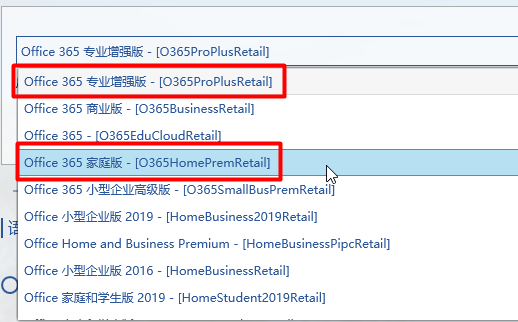 Office 365 专业增强版 - [O365ProPlusRetail]
Office 365 专业增强版 - [O365ProPlusRetail]
Office 365 商业版 - [O365BusinessRetail]
Office 365 - [O365EduCloudRetail]
Office 365 家庭版 - [O365HomePremRetail]
Office 365 小型企业高级版 - [O365SmallBusPremRetail]
Office 小型企业版 2019 - [HomeBusiness2019Retail]
Office Home and Business Premium - [HomeBusinessPipcRetail]
Office 小型企业版 2016 - [HomeBusinessRetail]
Office 家庭和学生版 2019 - [HomeStudent2019Retail]